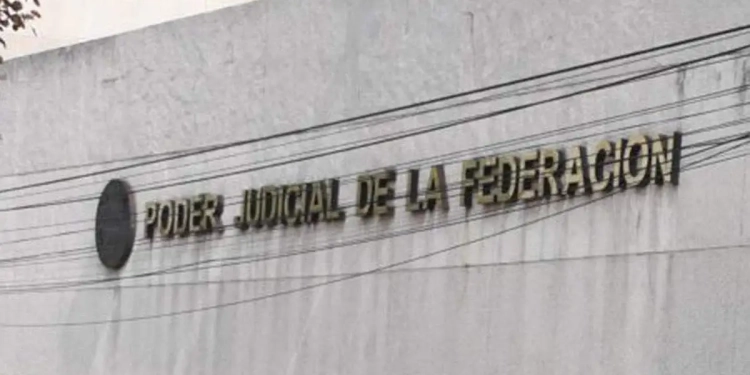 PODER JUDICIAL DE LA FEDERACION